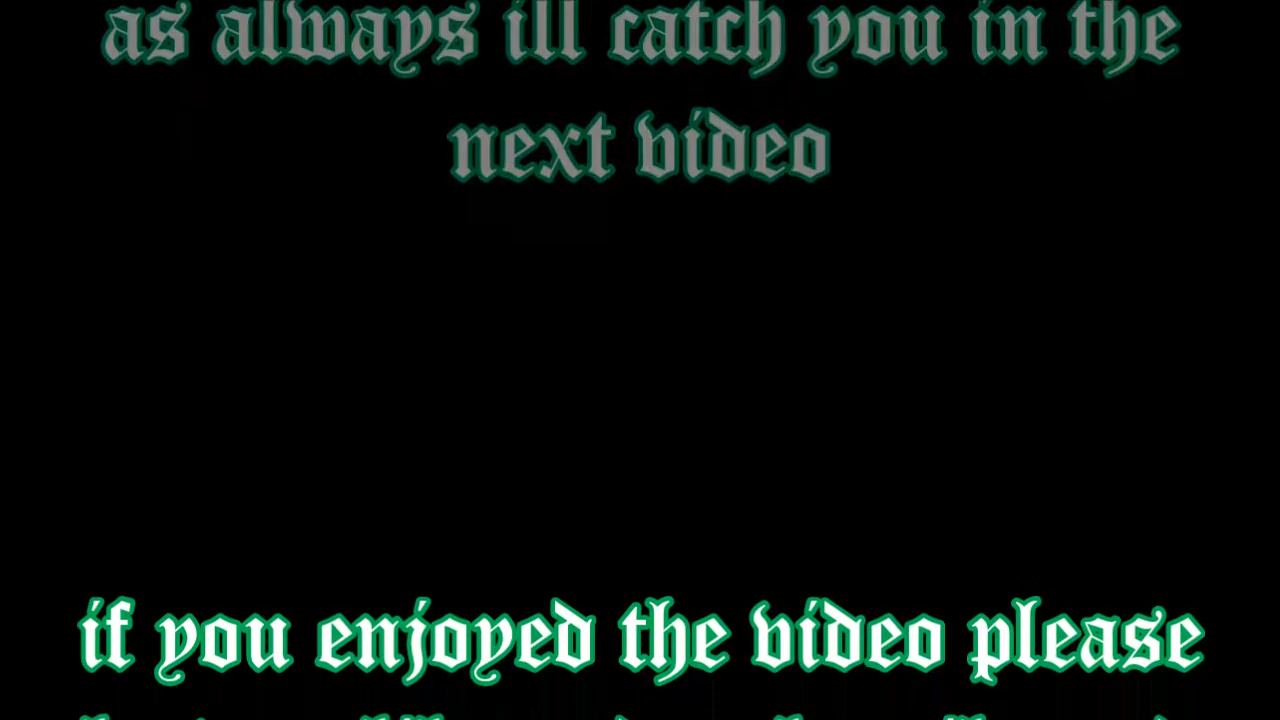 as always ill catch you in the
next video
if you enjoyed the video please